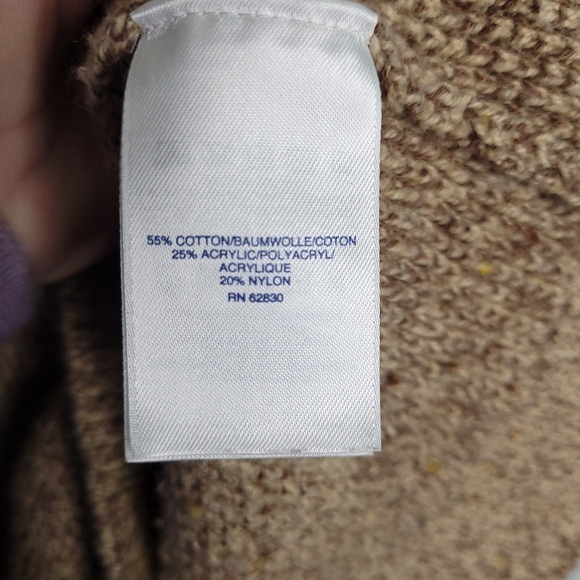 55% COTTON/BAUMWOLLE/COTON
25% ACRYLIC/POLYACRYL/
ACRYLIQUE
20% NYLON
RN 62830